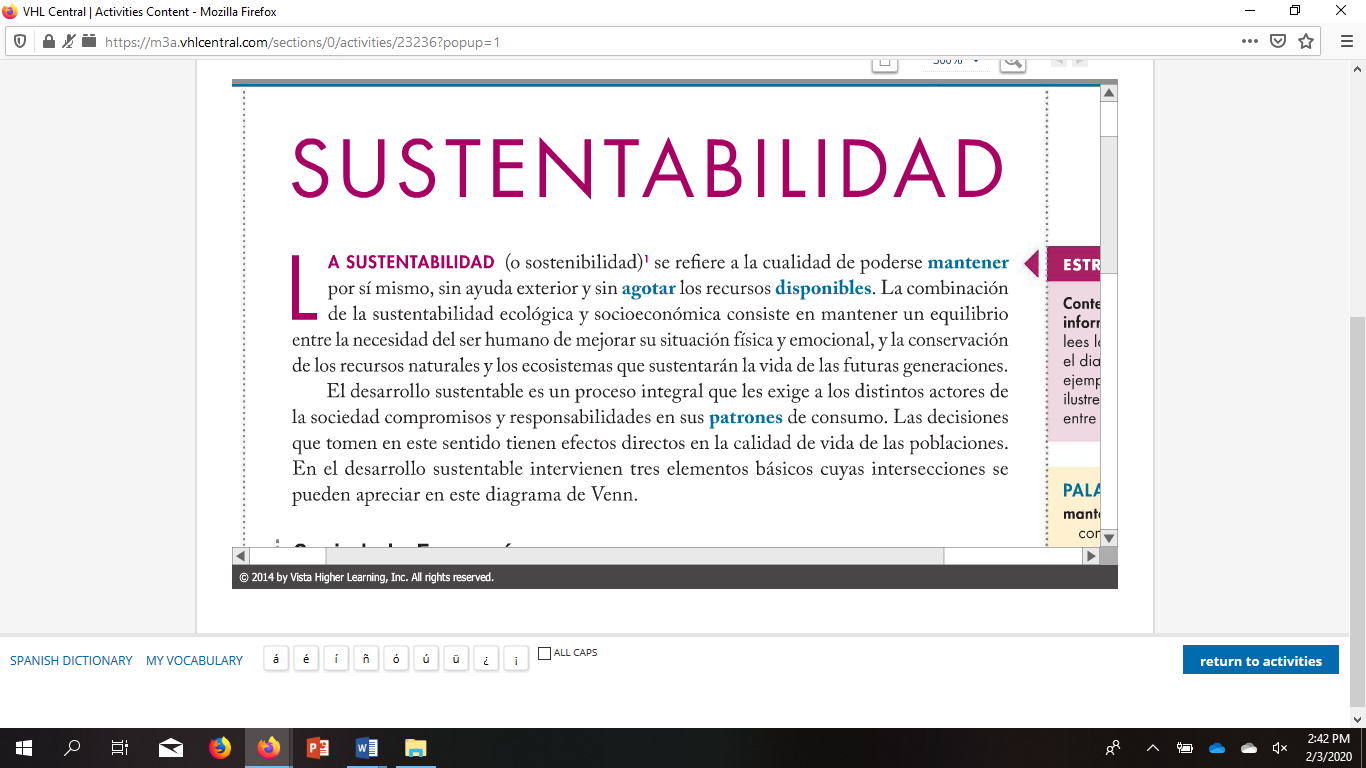 VHL Central | Activities Content - Mozilla Firefox
https://m3a.vhlcentral.com/sections/0/activities/23236?popup=1
SUSTENTABILIDAD
LA SUSTENTABILIDAD (o sostenibilidad)¹ se refiere a la cualidad de poderse mantener
por sí mismo, sin ayuda exterior y sin agotar los recursos disponibles. La combinación
de la sustentabilidad ecológica y socioeconómica consiste en mantener un equilibrio
entre la necesidad del ser humano de mejorar su situación física y emocional, y la conservación
de los recursos naturales y los ecosistemas que sustentarán la vida de las futuras generaciones.
El desarrollo sustentable es un proceso integral que les exige a los distintos actores de
la sociedad compromisos y responsabilidades en sus patrones de consumo. Las decisiones
que tomen en este sentido tienen efectos directos en la calidad de vida de las poblaciones.
En el desarrollo sustentable intervienen tres elementos básicos cuyas intersecciones se
pueden apreciar en este diagrama de Venn.
ESTR
Conte
inforr
lees l
el dia
ejemp
ilustre
entre
PALA
mant
con
© 2014 by Vista Higher Learning, Inc. All rights reserved.
SPANISH DICTIONARY MY VOCABULARY á é í ñ ó ú ü ¿ ¡ ALL CAPS
return to activities
2:42 PM
2/3/2020